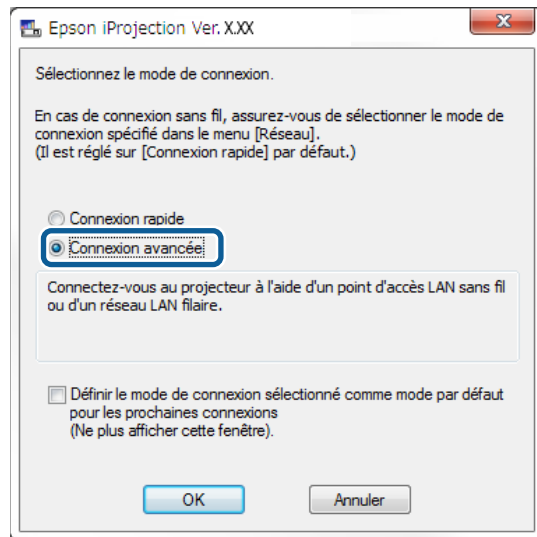 Epson iProjection Ver. X.XX
Sélectionnez le mode de connexion.
En cas de connexion sans fil, assurez-vous de sélectionner le mode de
connexion spécifié dans le menu [Réseau].
(Il est réglé sur [Connexion rapide] par défaut.)
Connexion rapide
Connexion avancée
Connectez-vous au projecteur à l'aide d'un point d'accès LAN sans fil
ou d'un réseau LAN filaire.
Définir le mode de connexion sélectionné comme mode par défaut
pour les prochaines connexions
(Ne plus afficher cette fenêtre).
OK
Annuler